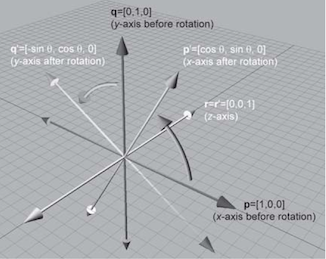 q=[0,1,0]
(y-axis before rotation)
q'=[-sin θ, cos θ, 0]
(y-axis after rotation)
p'=[cos θ, sin θ, 0]
(x-axis after rotation)
r=r'=[0,0,1]
(z-axis)
p=[1,0,0]
(x-axis before rotation)